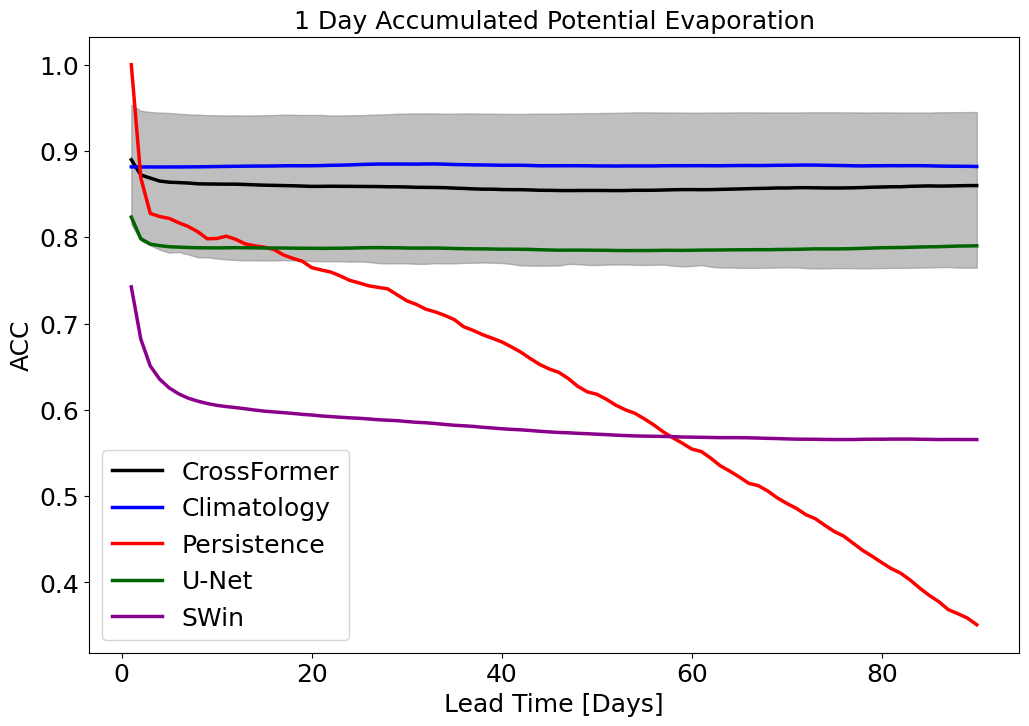 1 Day Accumulated Potential Evaporation
1.0
0.9
0.8
0.7
0.6
0.5
0.4
ACC
CrossFormer
Climatology
Persistence
U-Net
SWin
0 20 40 60 80
Lead Time [Days]